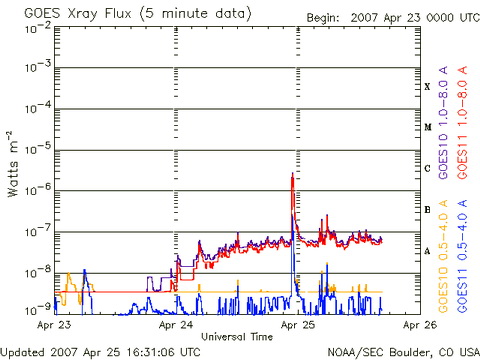 GOES Xray Flux (5 minute data)
Begin: 2007 Apr 23 0000 UTC
10⁻²
10⁻³
10⁻⁴
10⁻⁵
10⁻⁶
10⁻⁷
10⁻⁸
10⁻⁹
Watts m⁻²
X
M
C
B
A
GOES10 1.0-8.0 A
GOES11 1.0-8.0 A
GOES10 0.5-4.0 A
GOES11 0.5-4.0 A
Apr 23
Apr 24
Apr 25
Apr 26
Universal Time
Updated 2007 Apr 25 16:31:06 UTC
NOAA/SEC Boulder, CO USA